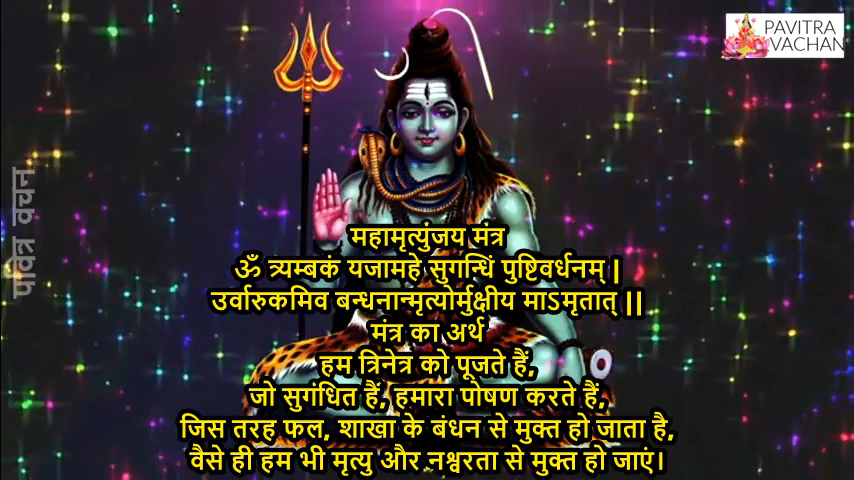 PAVITRA
VACHAN
पवित्र वचन
महामृत्युंजय मंत्र
ॐ त्र्यम्बकं यजामहे सुगन्धिं पुष्टिवर्धनम् |
उर्वारुकमिव बन्धनान्मृत्योर्मुक्षीय माऽमृतात् ||
मंत्र का अर्थ
हम त्रिनेत्र को पूजते हैं,
जो सुगंधित हैं, हमारा पोषण करते हैं,
जिस तरह फल, शाखा के बंधन से मुक्त हो जाता है,
वैसे ही हम भी मृत्यु और नश्वरता से मुक्त हो जाएं।